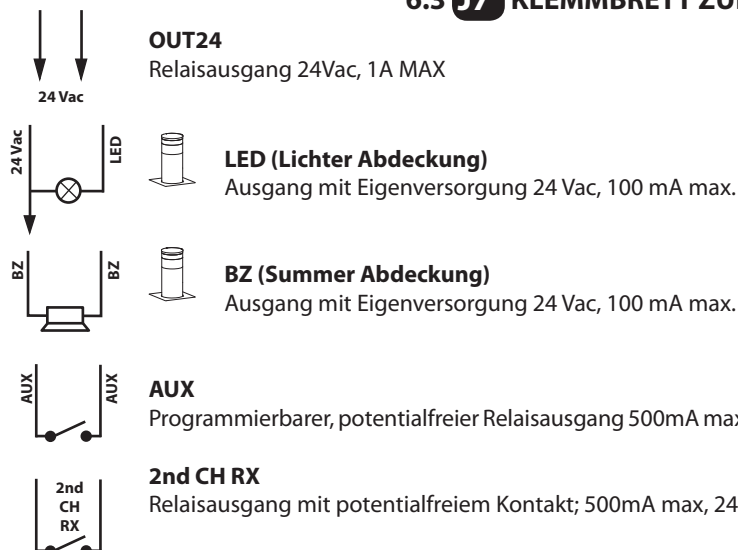 6.3 J7 KLEMMBRETT
OUT24
Relaisausgang 24Vac, 1A MAX
24 Vac
24 Vac
LED
LED (Lichter Abdeckung)
Ausgang mit Eigenversorgung 24 Vac, 100 mA max.
BZ
BZ
BZ (Summer Abdeckung)
Ausgang mit Eigenversorgung 24 Vac, 100 mA max.
AUX
AUX
AUX
Programmierbarer, potentialfreier Relaisausgang 500mA max
2nd
CH
RX
2nd CH RX
Relaisausgang mit potentialfreiem Kontakt; 500mA max, 24